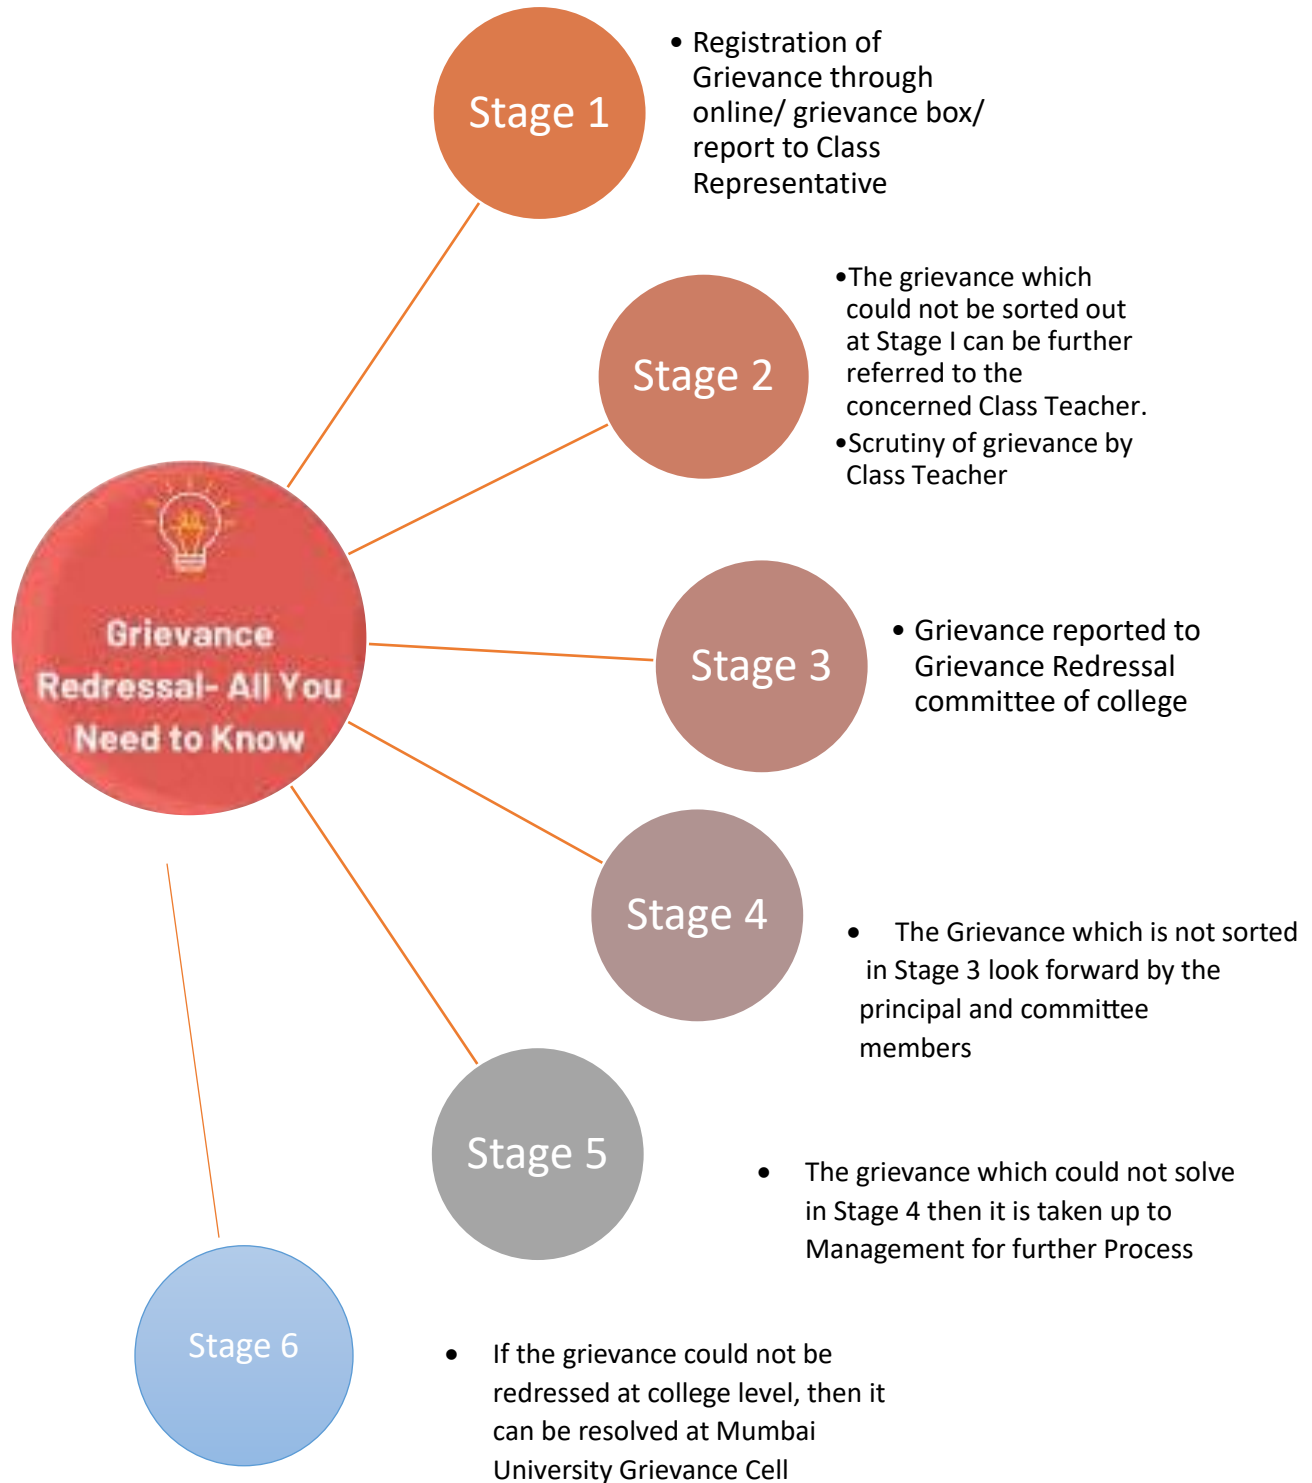 Stage 1
• Registration of
Grievance through
online/ grievance box/
report to Class
Representative
Stage 2
•The grievance which
could not be sorted out
at Stage I can be further
referred to the
concerned Class Teacher.
•Scrutiny of grievance by
Class Teacher
Grievance
Redressal- All You
Need to Know
Stage 3
• Grievance reported to
Grievance Redressal
committee of college
Stage 4
• The Grievance which is not sorted
in Stage 3 look forward by the
principal and committee
members
Stage 5
• The grievance which could not solve
in Stage 4 then it is taken up to
Management for further Process
Stage 6
• If the grievance could not be
redressed at college level, then it
can be resolved at Mumbai
University Grievance Cell